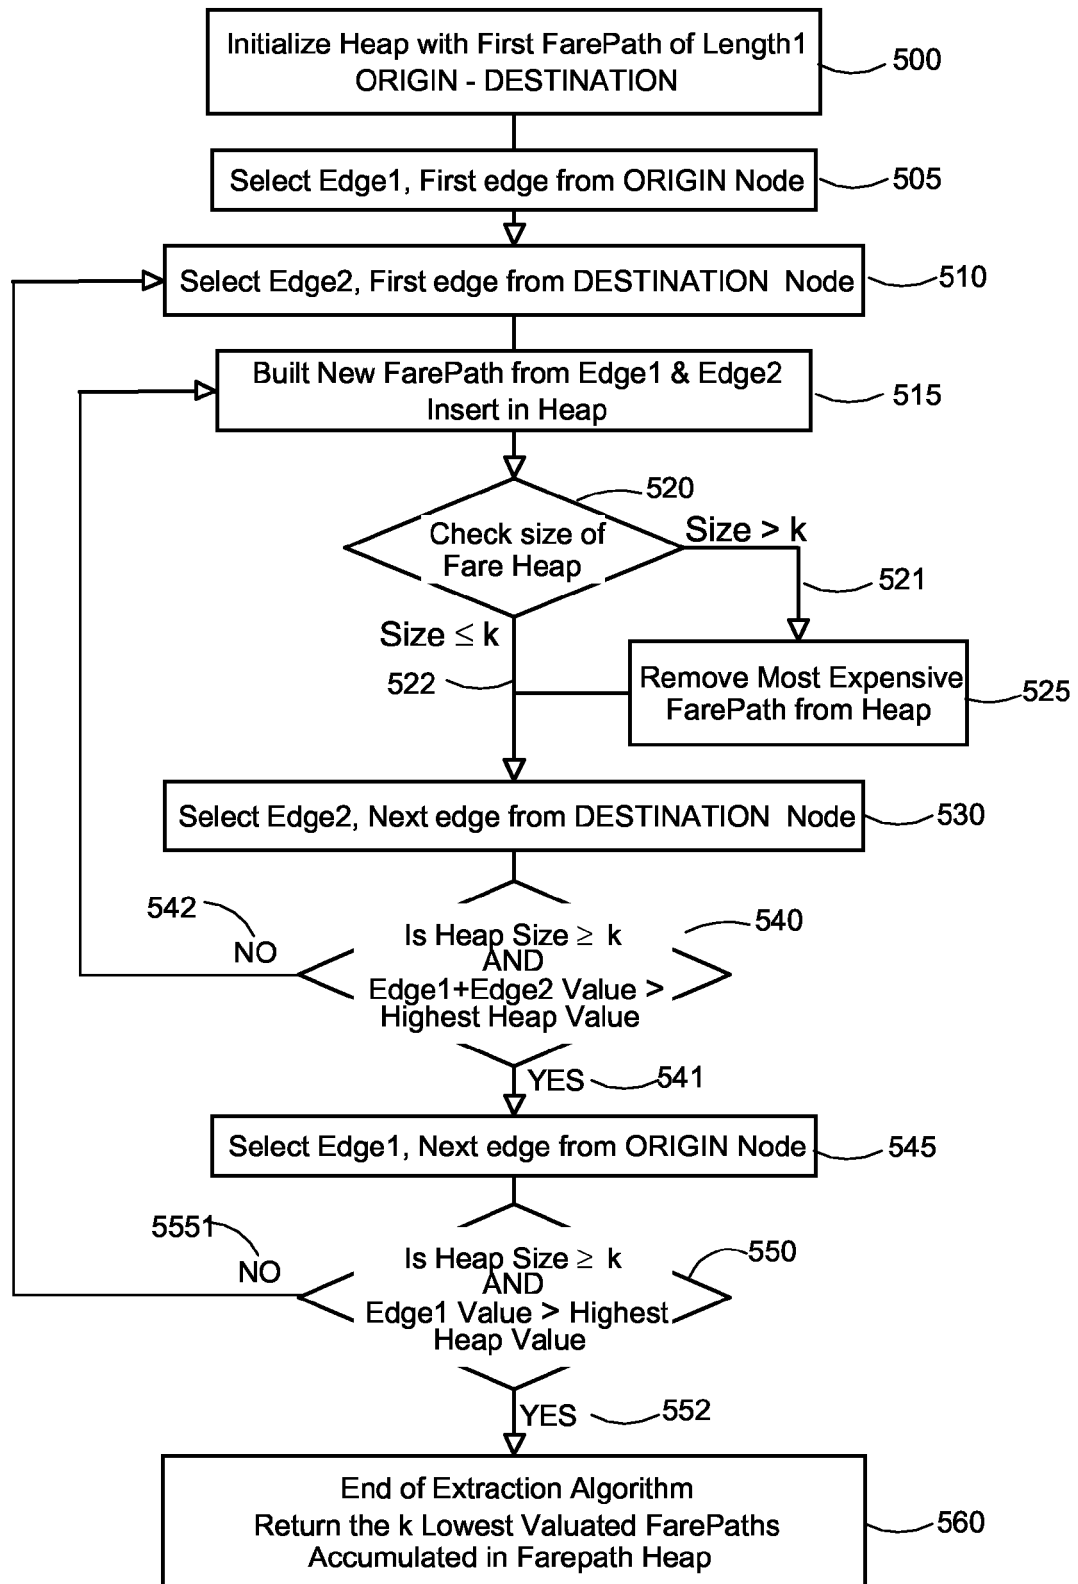 Initialize Heap with First FarePath of Length1
ORIGIN - DESTINATION
500
Select Edge1, First edge from ORIGIN Node
505
Select Edge2, First edge from DESTINATION Node
510
Built New FarePath from Edge1 & Edge2
Insert in Heap
515
520
Check size of
Fare Heap
Size > k
521
Size ≤ k
522
Remove Most Expensive
FarePath from Heap
525
Select Edge2, Next edge from DESTINATION Node
530
542
NO
540
Is Heap Size ≥ k
AND
Edge1+Edge2 Value >
Highest Heap Value
YES
541
Select Edge1, Next edge from ORIGIN Node
545
5551
NO
550
Is Heap Size ≥ k
AND
Edge1 Value > Highest
Heap Value
YES
552
End of Extraction Algorithm
Return the k Lowest Valuated FarePaths
Accumulated in Farepath Heap
560